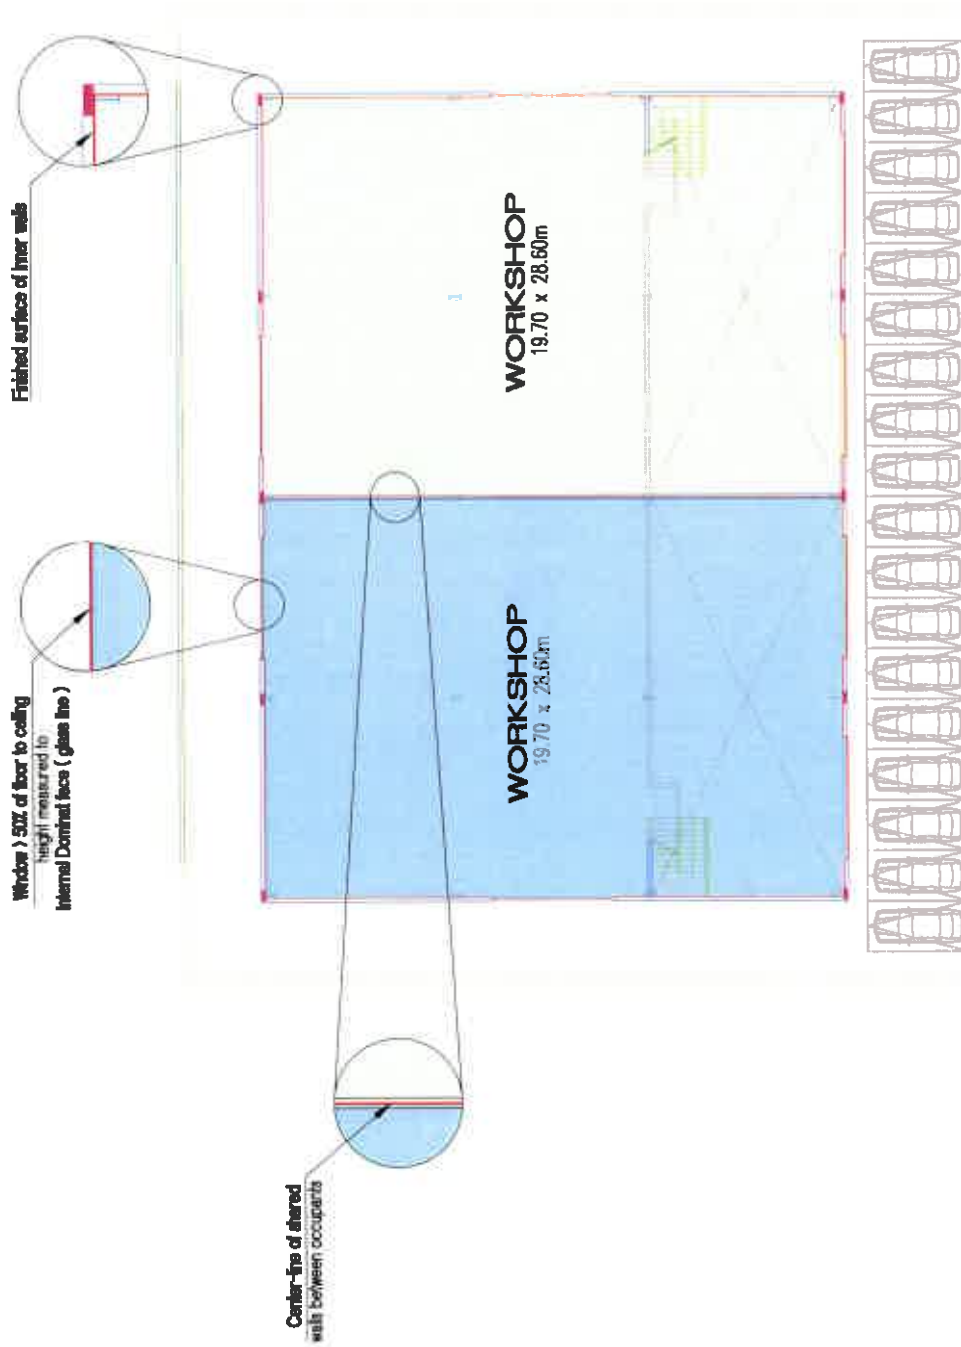 Window > 50% of floor to ceiling
height measured to
Internal Dominat face ( glass line )
Finished surface of inner walls
WORKSHOP
19.70 x 28.60m
WORKSHOP
19.70 x 28.60m
Center-line of shared
walls between occupants